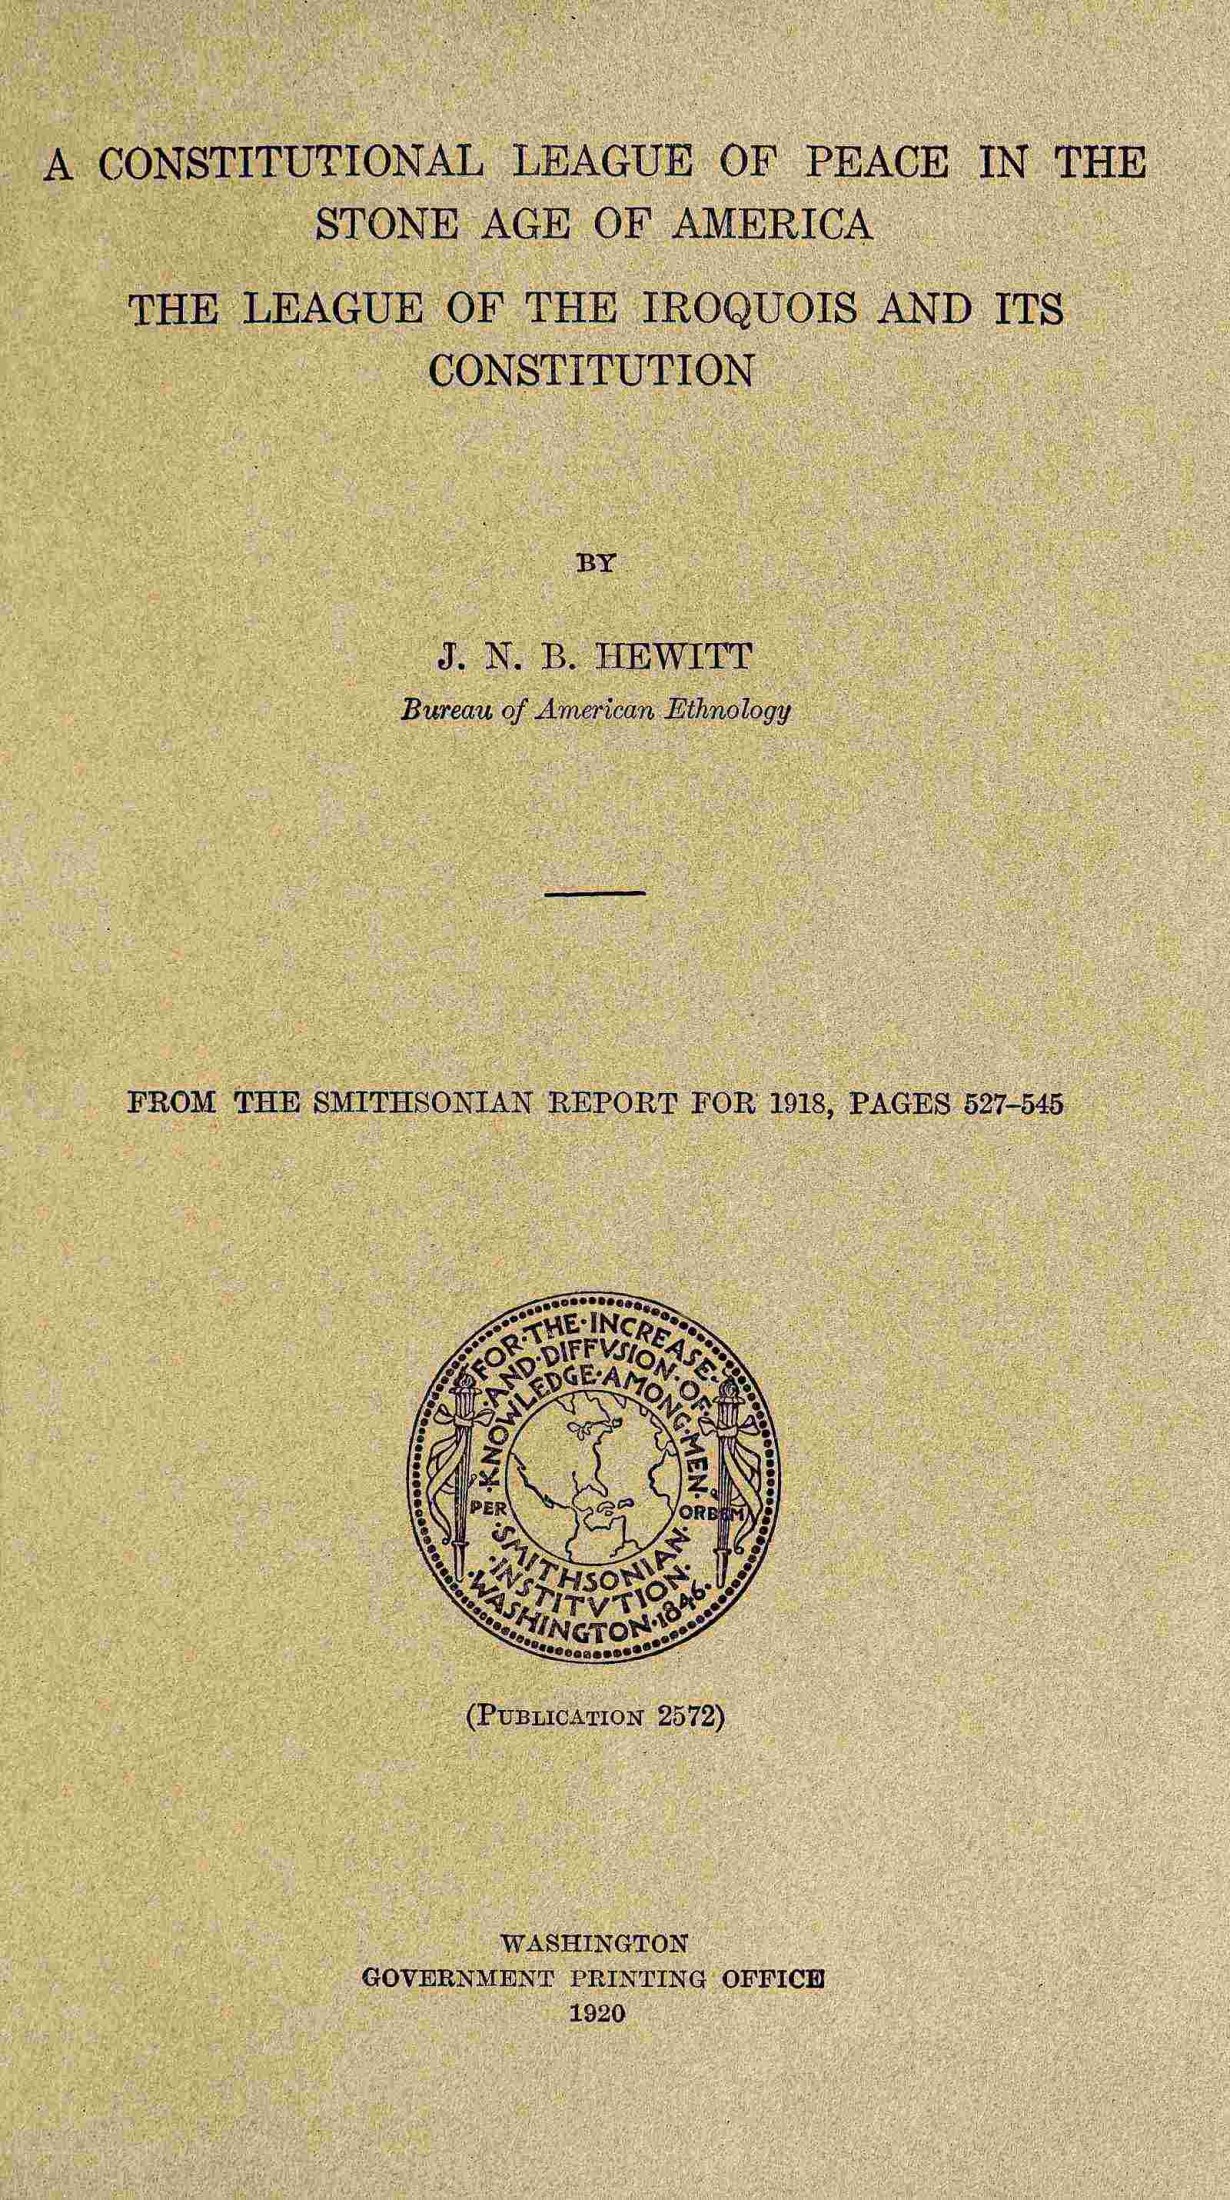 A CONSTITUTIONAL LEAGUE OF PEACE IN THE
STONE AGE OF AMERICA
THE LEAGUE OF THE IROQUOIS AND ITS
CONSTITUTION
BY
J. N. B. HEWITT
Bureau of American Ethnology
FROM THE SMITHSONIAN REPORT FOR 1918, PAGES 527–545
FOR·THE·INCREASE·
·AND·DIFFVSION·OF·
·KNOWLEDGE·AMONG·MEN·
PER ORBEM
·SMITHSONIAN·
·INSTITVTION·
·WASHINGTON·1846·
(PUBLICATION 2572)
WASHINGTON
GOVERNMENT PRINTING OFFICE
1920